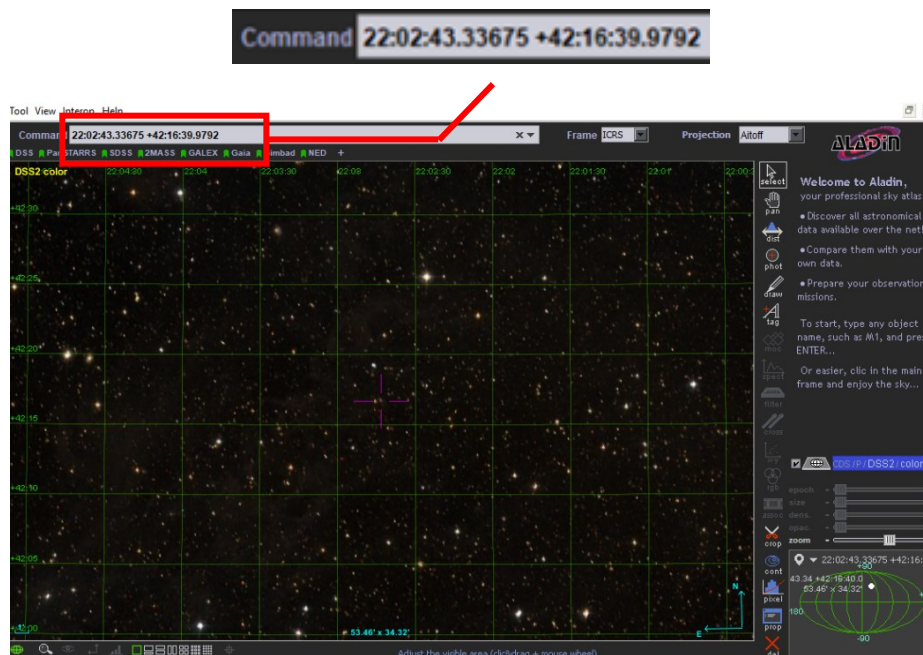 Command 22:02:43.33675 +42:16:39.9792
Tool View Interop Help
Command 22:02:43.33675 +42:16:39.9792
Frame ICRS
Projection Aitoff
DSS
STARRS SDSS 2MASS GALEX Gaia imbad NED +
ALADiN
DSS2 color
22:04:30 22:04 22:03:30 22:03 22:02:30 22:02 22:01:30 22:01
+42:30
+42:25
+42:20
+42:15
+42:10
+42:05
+42:00
53.46' x 34.32'
N
E
select
pan
dist
phot
draw
tag
spect
filter
cross
rgb
assoc
crop
cont
pixel
prop
del
Welcome to Aladin,
your professional sky atlas
• Discover all astronomical
data available over the net
• Compare them with your
own data.
• Prepare your observation
missions.
To start, type any object
name, such as M1, and pres
ENTER...
Or easier, clic in the main
frame and enjoy the sky...
CDS/P/DSS2/color
epoch
size
dens.
opac.
zoom
22:02:43.33675 +42:16:
+90
43.34 +42:16:40.0
53.46' x 34.32'
180
-90
Adjust the visible area (clic&drag + mouse wheel)